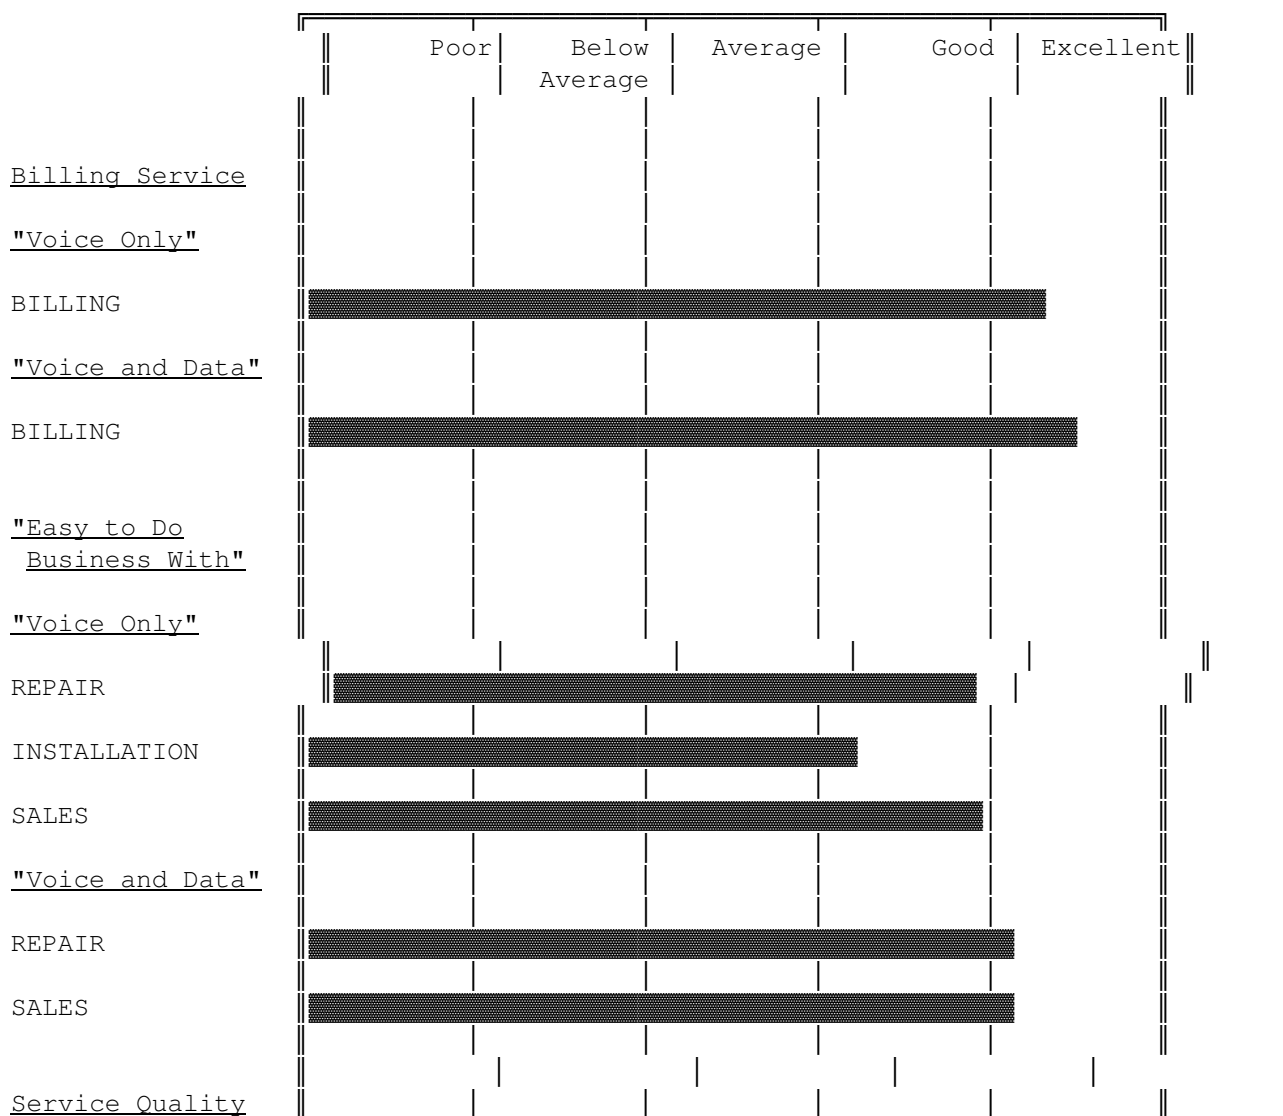 Poor Below Average Good Excellent
Average
Billing Service
"Voice Only"
BILLING
"Voice and Data"
BILLING
"Easy to Do
Business With"
"Voice Only"
REPAIR
INSTALLATION
SALES
"Voice and Data"
REPAIR
SALES
Service Quality